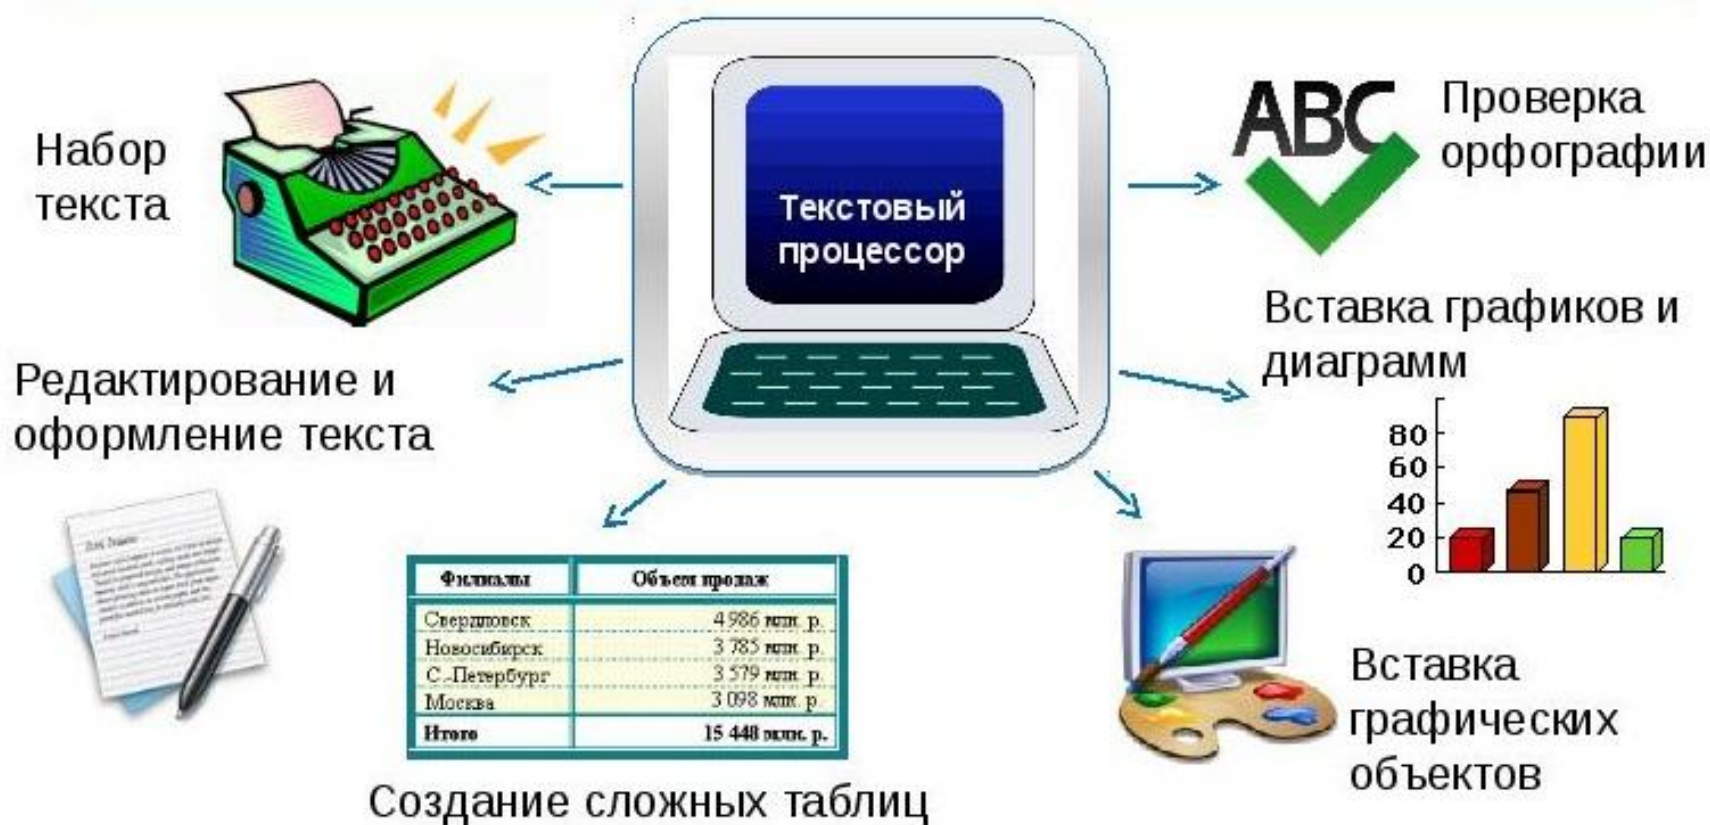 Набор
текста
Текстовый
процессор
ABC
Проверка
орфографии
Редактирование и
оформление текста
Вставка графиков и
диаграмм
80
60
40
20
0
Филиалы Объем продаж
Свердловск 4 986 млн. р.
Новосибирск 3 785 млн. р.
С.-Петербург 3 579 млн. р.
Москва 3 098 млн. р.
Итого 15 448 млн. р.
Создание сложных таблиц
Вставка
графических
объектов